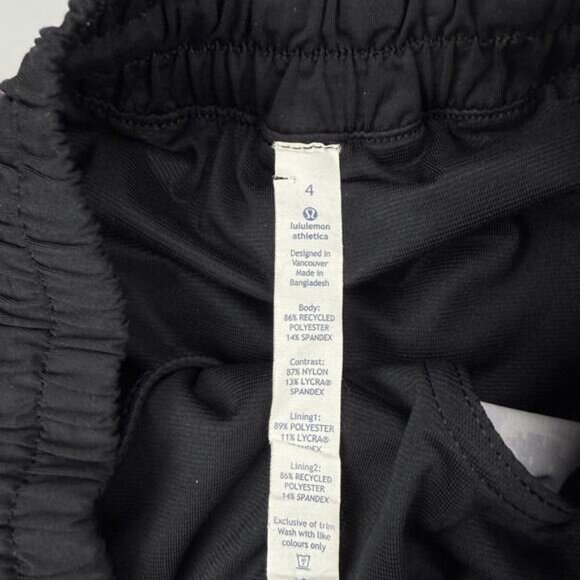 4
lululemon
athletica
Designed in
Vancouver
Made in
Bangladesh
Body:
86% RECYCLED
POLYESTER
14% SPANDEX
Contrast:
87% NYLON
13% LYCRA®
SPANDEX
Lining1:
89% POLYESTER
11% LYCRA®
SPANDEX
Lining2:
86% RECYCLED
POLYESTER
14% SPANDEX
Exclusive of trim
Wash with like
colours only